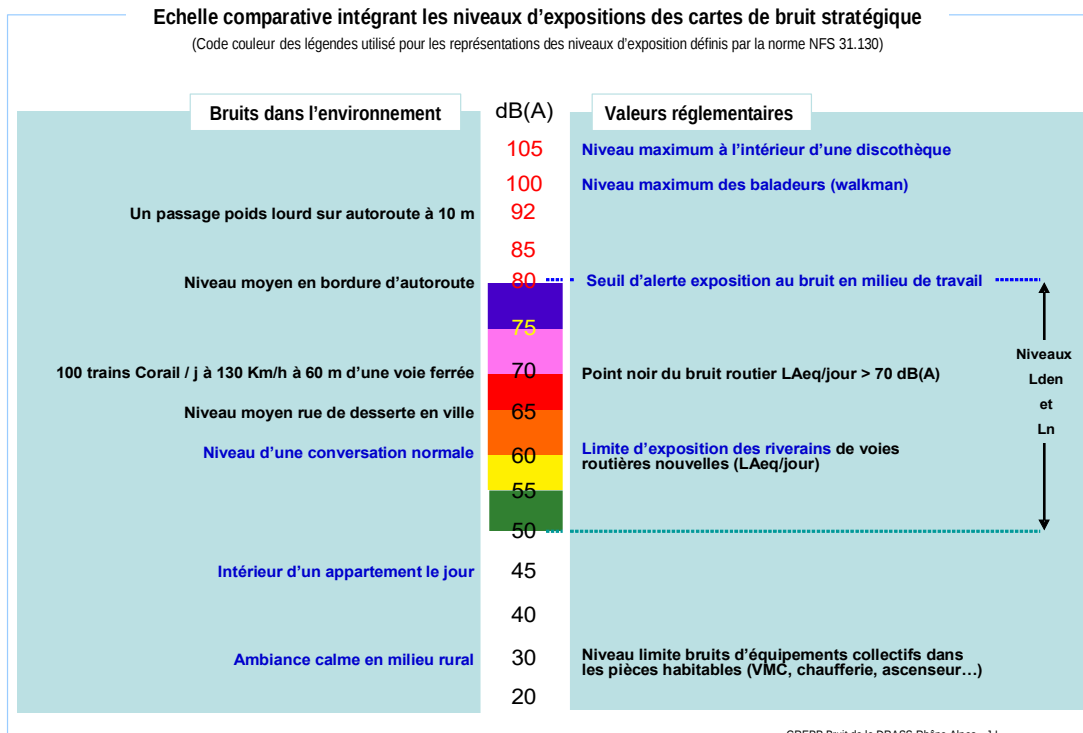 Echelle comparative intégrant les niveaux d'expositions des cartes de bruit stratégique
(Code couleur des légendes utilisé pour les représentations des niveaux d'exposition définis par la norme NFS 31.130)
Bruits dans l'environnement
dB(A)
Valeurs réglementaires
105
Niveau maximum à l'intérieur d'une discothèque
100
Niveau maximum des baladeurs (walkman)
Un passage poids lourd sur autoroute à 10 m
92
85
Niveau moyen en bordure d'autoroute
80
Seuil d'alerte exposition au bruit en milieu de travail
75
Niveaux
Lden
et
Ln
100 trains Corail / j à 130 Km/h à 60 m d'une voie ferrée
70
Point noir du bruit routier LAeq/jour > 70 dB(A)
Niveau moyen rue de desserte en ville
65
Niveau d'une conversation normale
60
Limite d'exposition des riverains de voies
routières nouvelles (LAeq/jour)
55
50
Intérieur d'un appartement le jour
45
40
Ambiance calme en milieu rural
30
Niveau limite bruits d'équipements collectifs dans
les pièces habitables (VMC, chaufferie, ascenseur…)
20